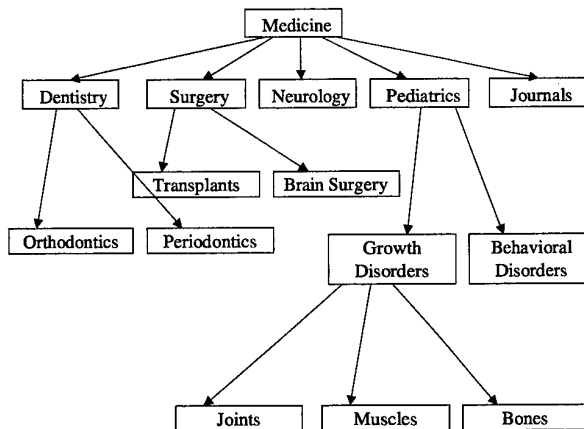 Medicine
Dentistry
Surgery
Neurology
Pediatrics
Journals
Transplants
Brain Surgery
Orthodontics
Periodontics
Growth
Disorders
Behavioral
Disorders
Joints
Muscles
Bones